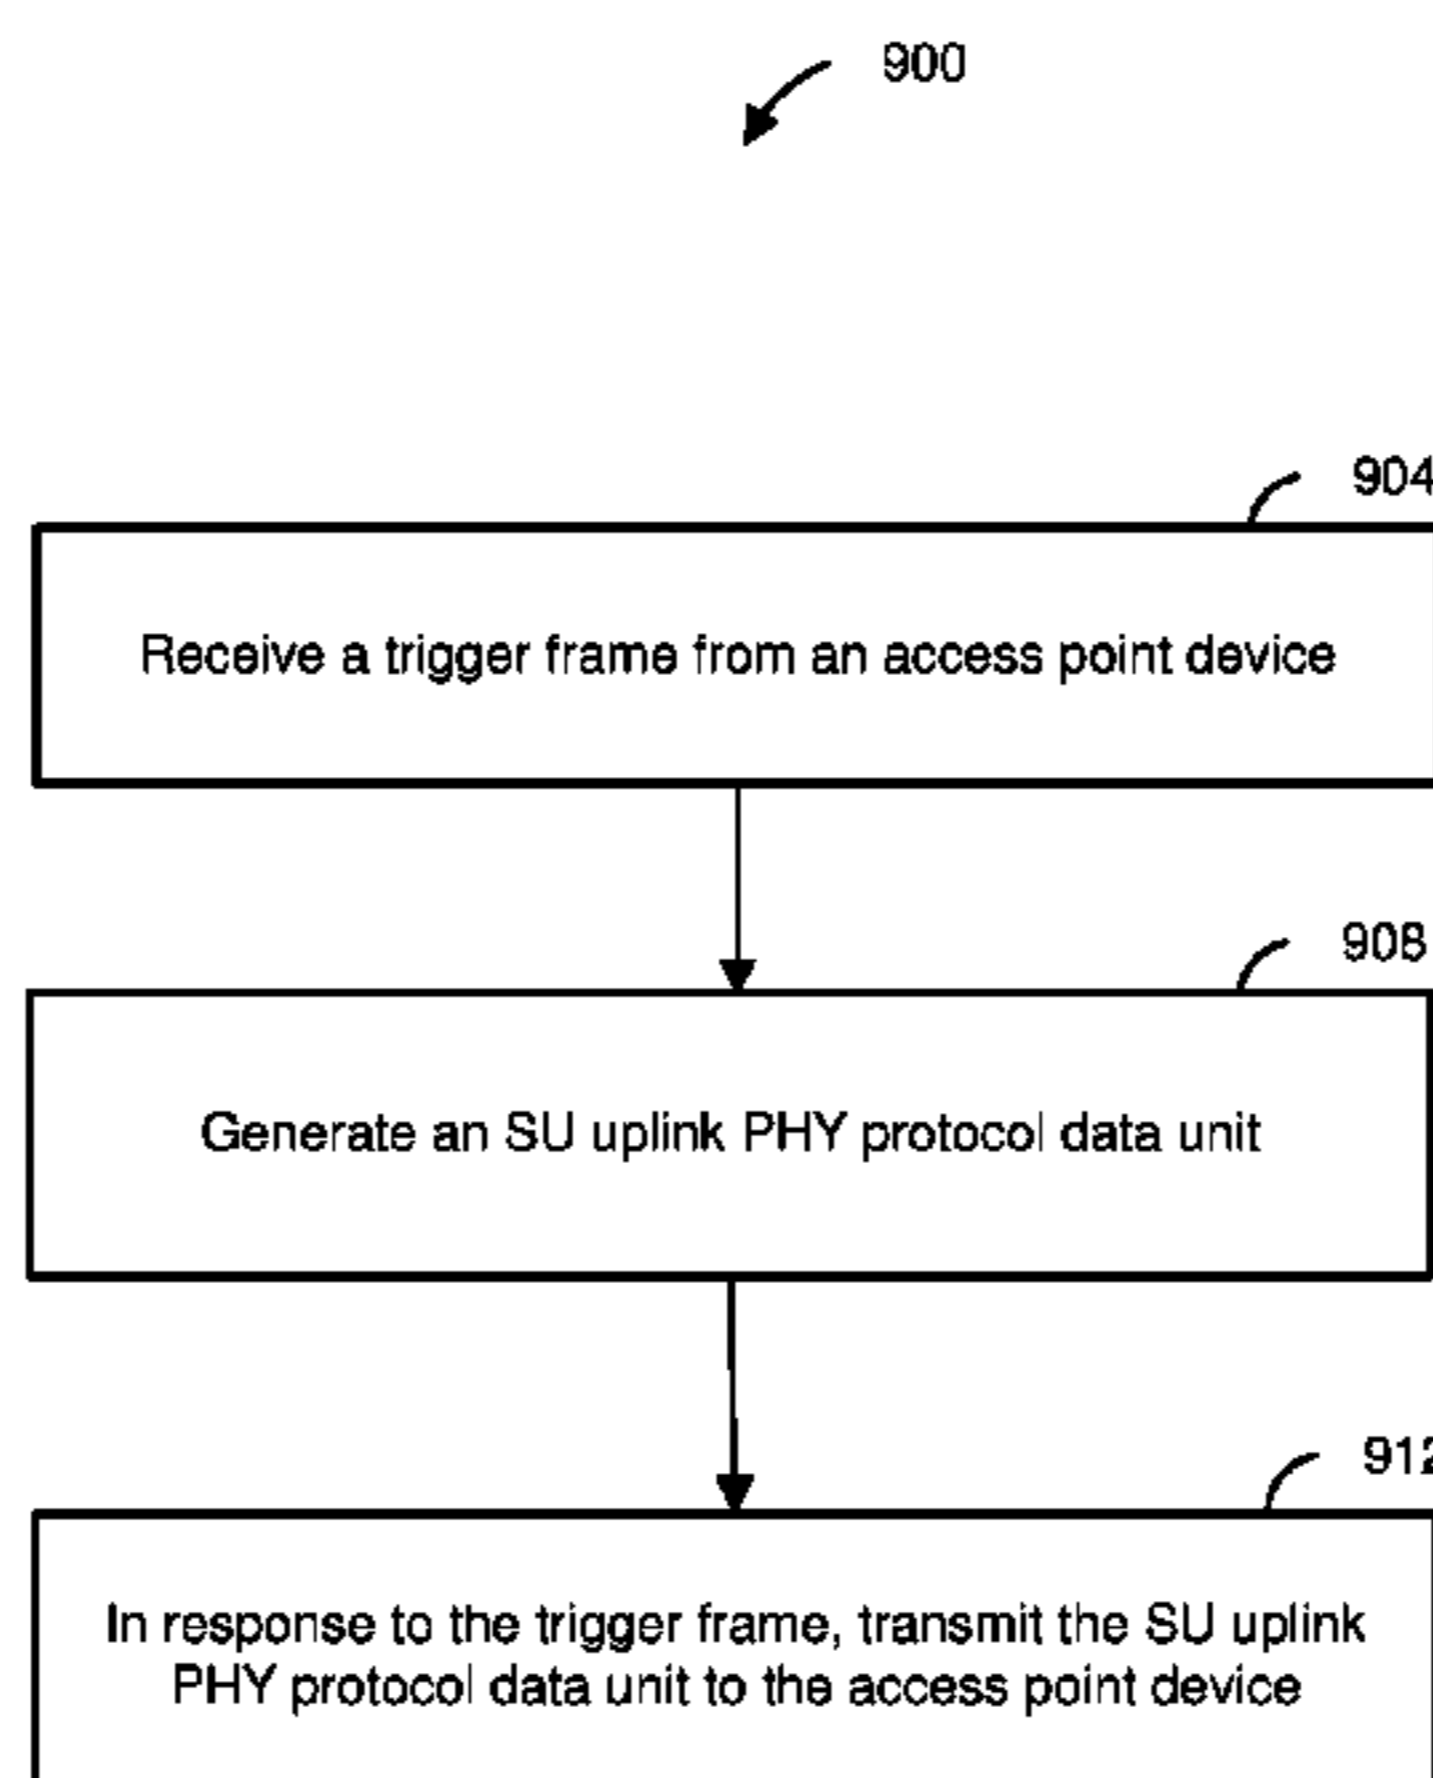 900
904
Receive a trigger frame from an access point device
908
Generate an SU uplink PHY protocol data unit
912
In response to the trigger frame, transmit the SU uplink
PHY protocol data unit to the access point device